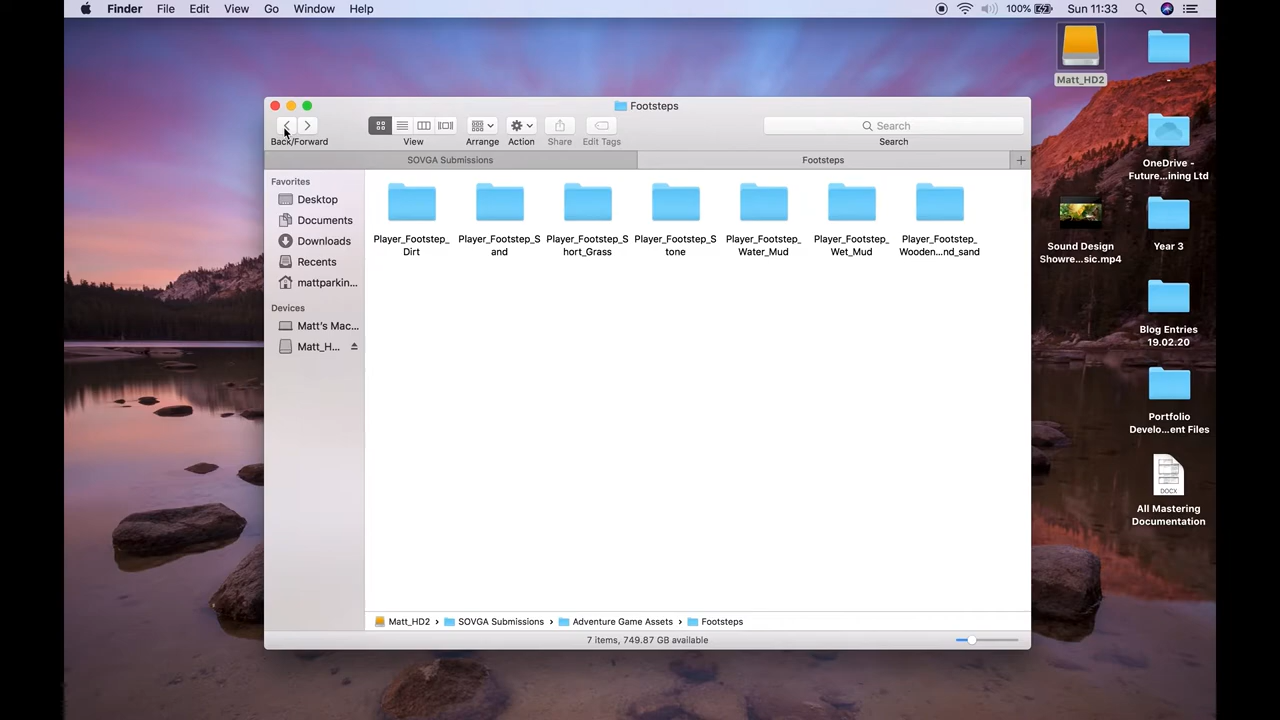 Finder File Edit View Go Window Help 100% Sun 11:33
Footsteps
Back/Forward View Arrange Action Share Edit Tags Search
Search
SOVGA Submissions Footsteps
Favorites
Desktop
Documents
Downloads
Recents
mattparkin...
Devices
Matt's Mac...
Matt_H...
Player_Footstep_
Dirt
Player_Footstep_S
and
Player_Footstep_S
hort_Grass
Player_Footstep_S
tone
Player_Footstep_
Water_Mud
Player_Footstep_
Wet_Mud
Player_Footstep_
Wooden...nd_sand
Matt_HD2 › SOVGA Submissions › Adventure Game Assets › Footsteps
7 items, 749.87 GB available
Matt_HD2
-
OneDrive -
Future...ining Ltd
Sound Design
Showre...sic.mp4
Year 3
Blog Entries
19.02.20
Portfolio
Develo...ent Files
DOCX
All Mastering
Documentation